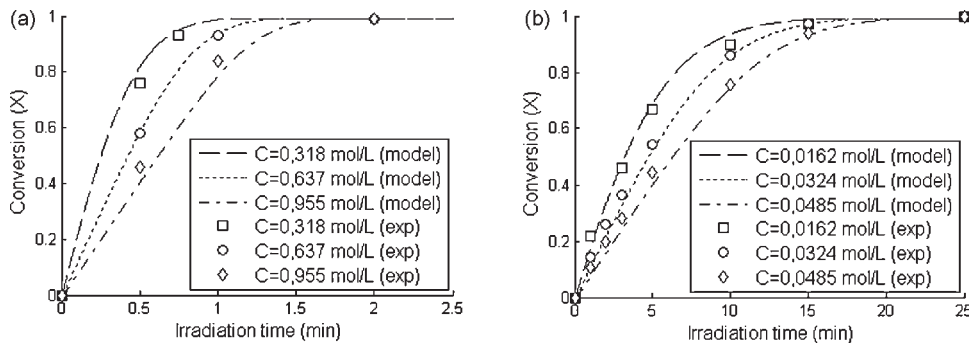 (a)
1
0.8
0.6
0.4
0.2
0
Conversion (X)
0
0.5
1
1.5
2
2.5
Irradiation time (min)
C=0,318 mol/L (model)
C=0,637 mol/L (model)
C=0,955 mol/L (model)
C=0,318 mol/L (exp)
C=0,637 mol/L (exp)
C=0,955 mol/L (exp)
(b)
1
0.8
0.6
0.4
0.2
0
Conversion (X)
0
5
10
15
20
25
Irradiation time (min)
C=0,0162 mol/L (model)
C=0,0324 mol/L (model)
C=0,0485 mol/L (model)
C=0,0162 mol/L (exp)
C=0,0324 mol/L (exp)
C=0,0485 mol/L (exp)